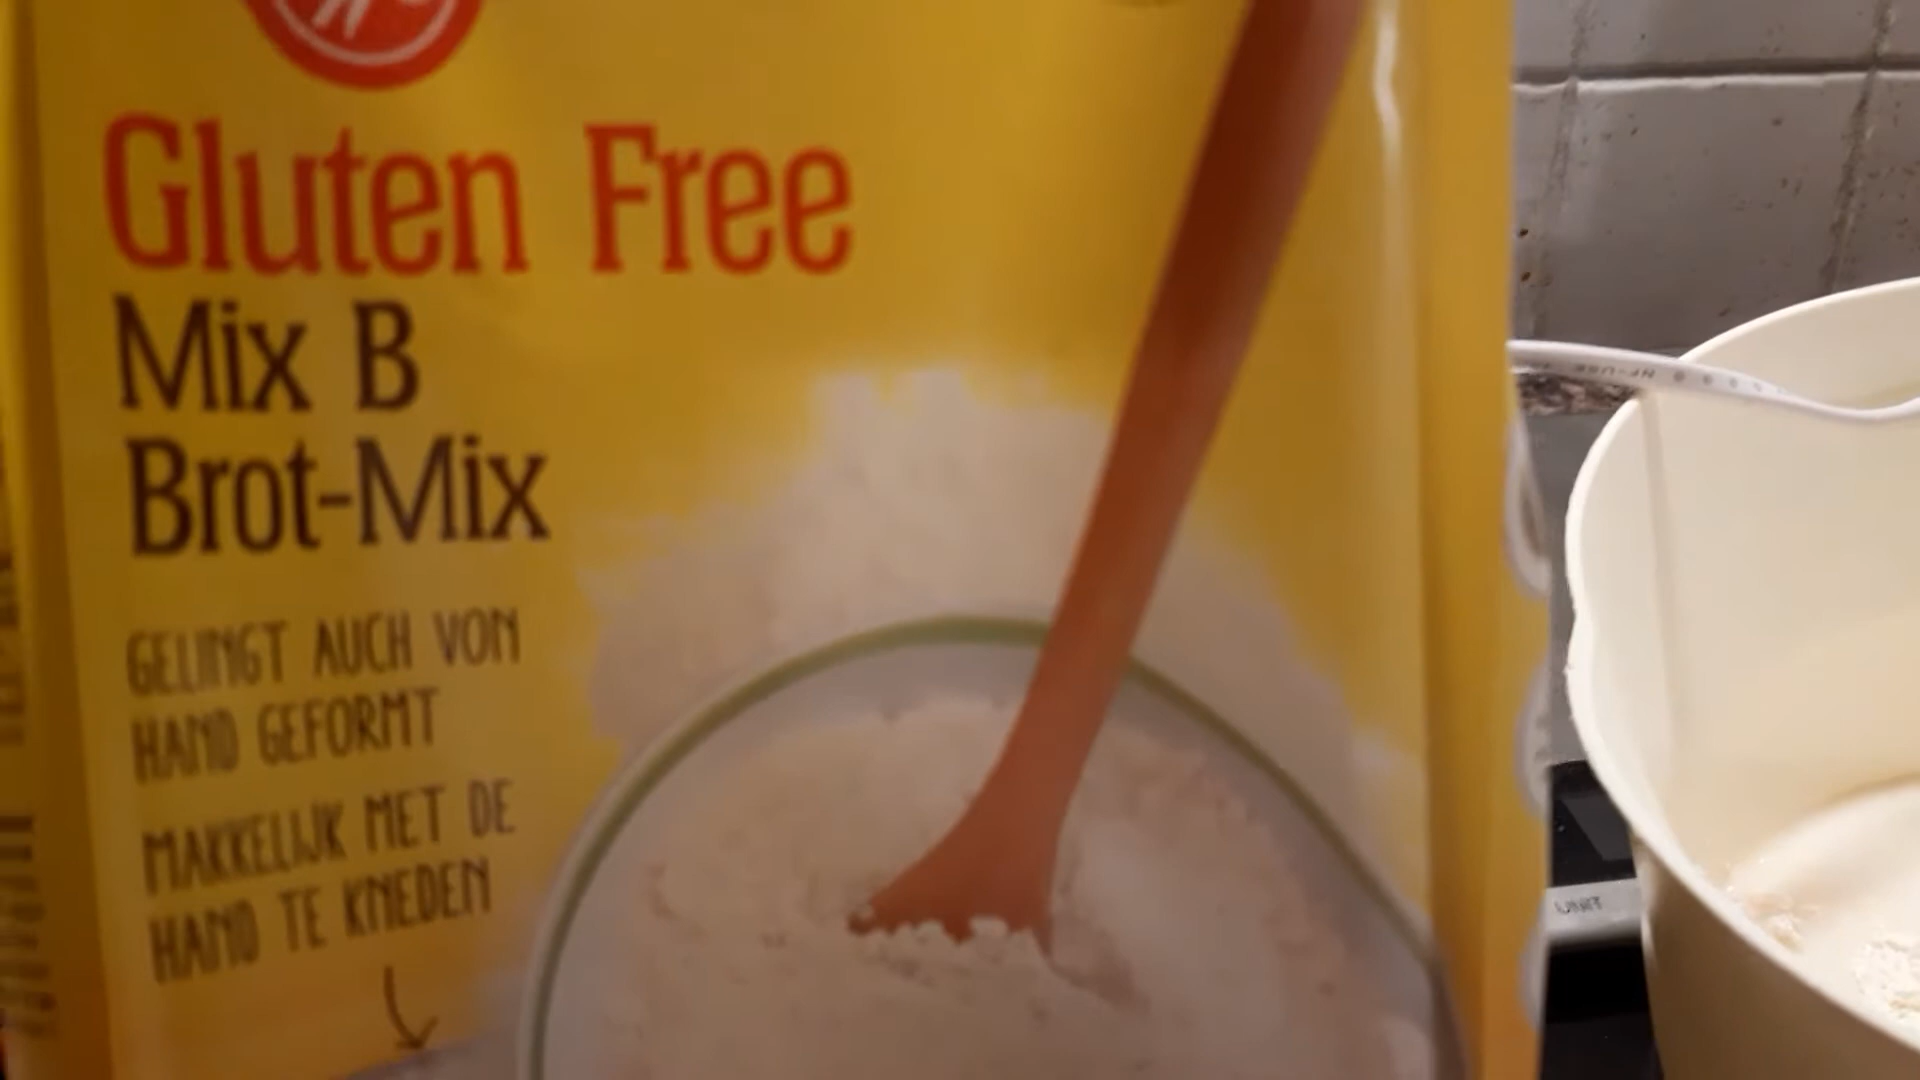 Gluten Free
Mix B
Brot-Mix
GELINGT AUCH VON
HAND GEFORMT
MAKKELIJK MET DE
HAND TE KNEDEN